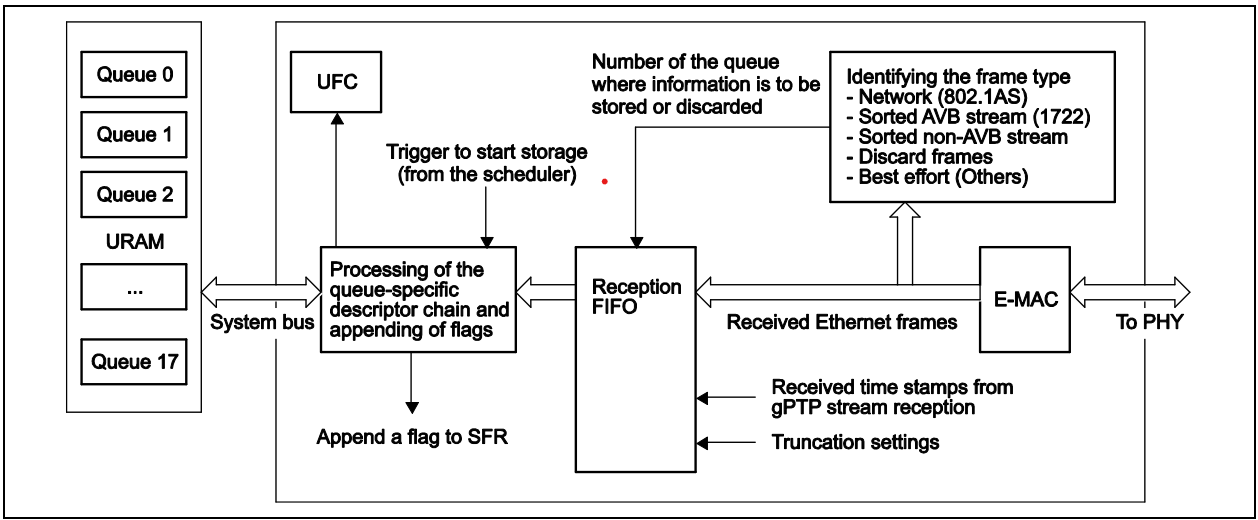 Queue 0
Queue 1
Queue 2
URAM
...
Queue 17
System bus
UFC
Trigger to start storage
(from the scheduler)
Processing of the
queue-specific
descriptor chain and
appending of flags
Append a flag to SFR
Number of the queue
where information is to be
stored or discarded
Reception
FIFO
Identifying the frame type
- Network (802.1AS)
- Sorted AVB stream (1722)
- Sorted non-AVB stream
- Discard frames
- Best effort (Others)
Received Ethernet frames
E-MAC
To PHY
Received time stamps from
gPTP stream reception
Truncation settings